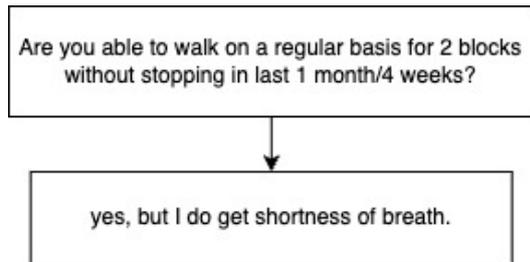 Are you able to walk on a regular basis for 2 blocks
without stopping in last 1 month/4 weeks?
yes, but I do get shortness of breath.